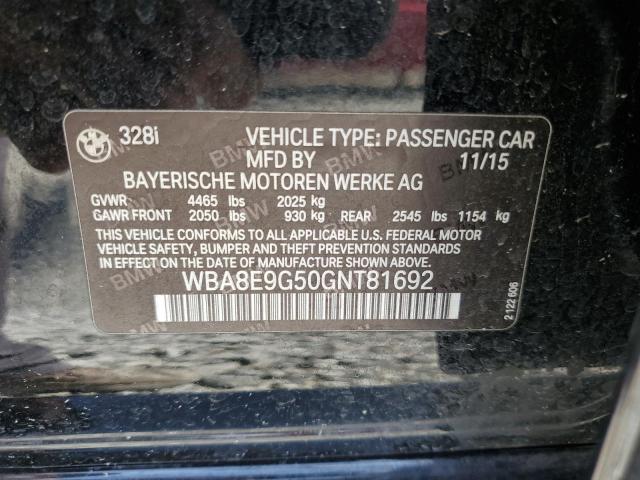 328i VEHICLE TYPE: PASSENGER CAR
MFD BY 11/15
BAYERISCHE MOTOREN WERKE AG
GVWR 4465 lbs 2025 kg
GAWR FRONT 2050 lbs 930 kg REAR 2545 lbs 1154 kg
THIS VEHICLE CONFORMS TO ALL APPLICABLE U.S. FEDERAL MOTOR
VEHICLE SAFETY, BUMPER AND THEFT PREVENTION STANDARDS
IN EFFECT ON THE DATE OF MANUFACTURE SHOWN ABOVE.
WBA8E9G50GNT81692
2 122 606